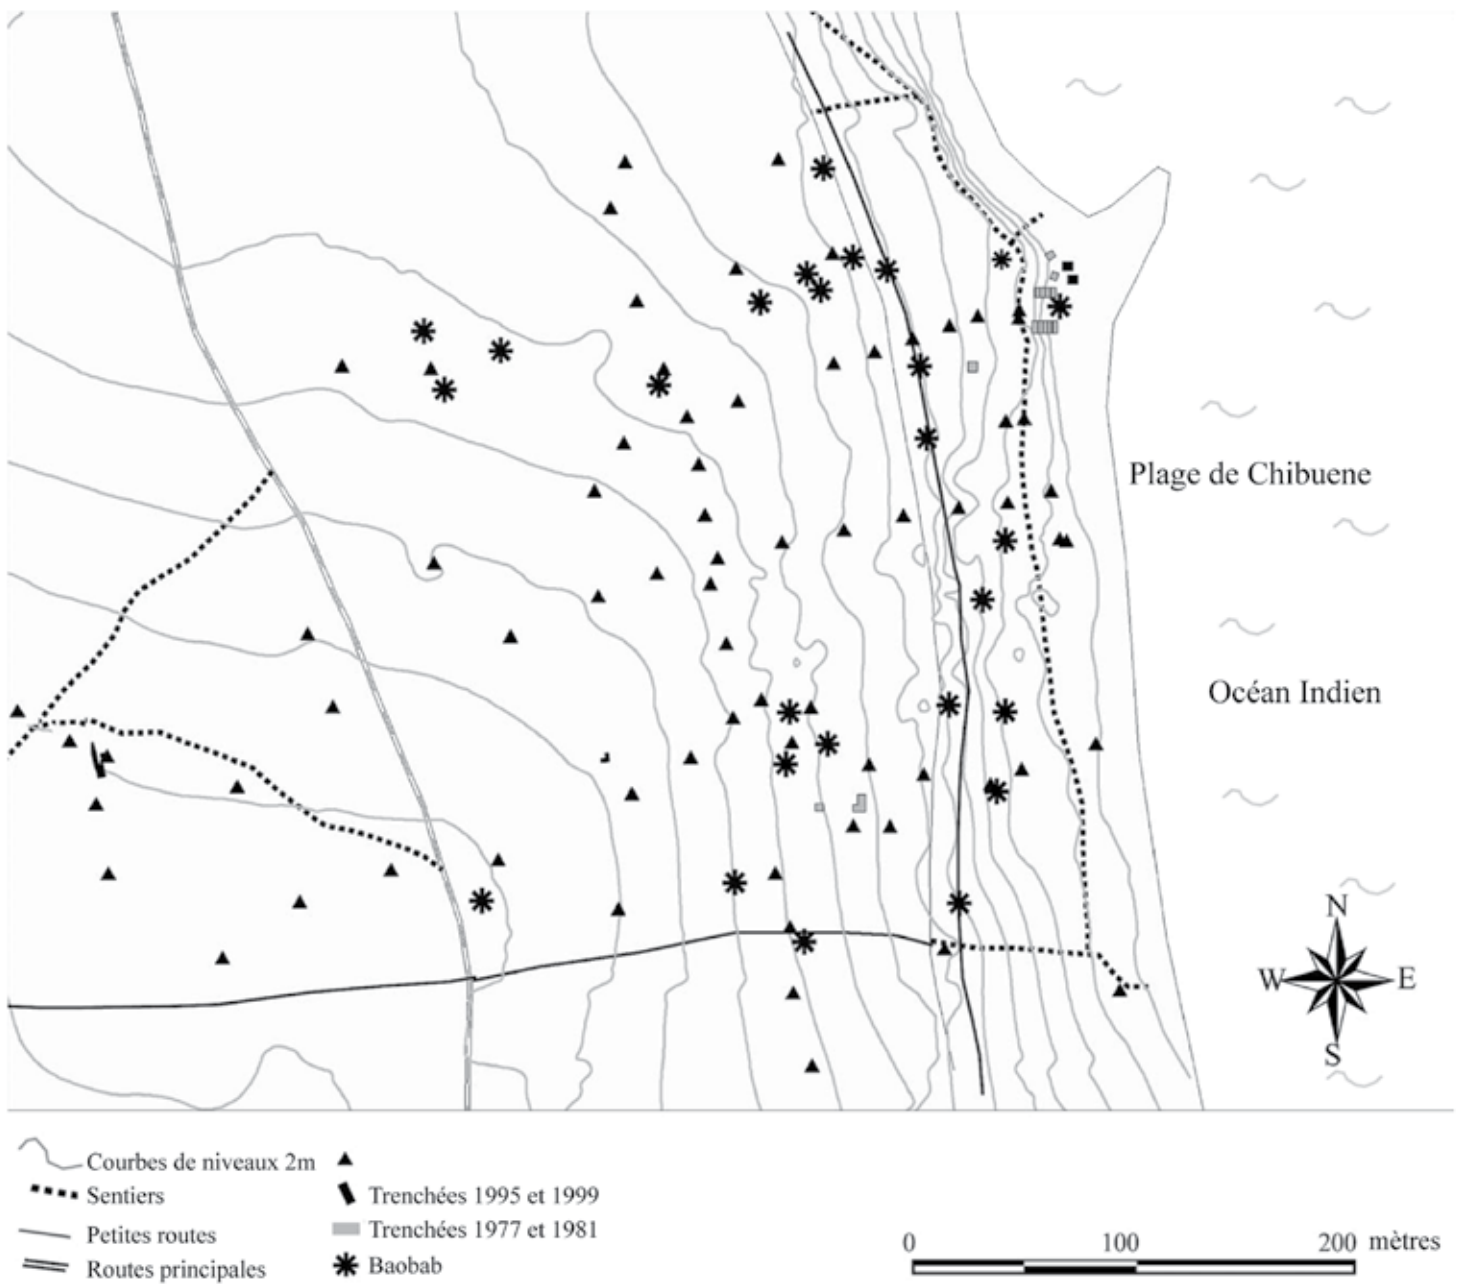 Plage de Chibuene
Océan Indien
N
W E
S
Courbes de niveaux 2m
Sentiers
Petites routes
Routes principales
Trenchées 1995 et 1999
Trenchées 1977 et 1981
Baobab
0 100 200 mètres